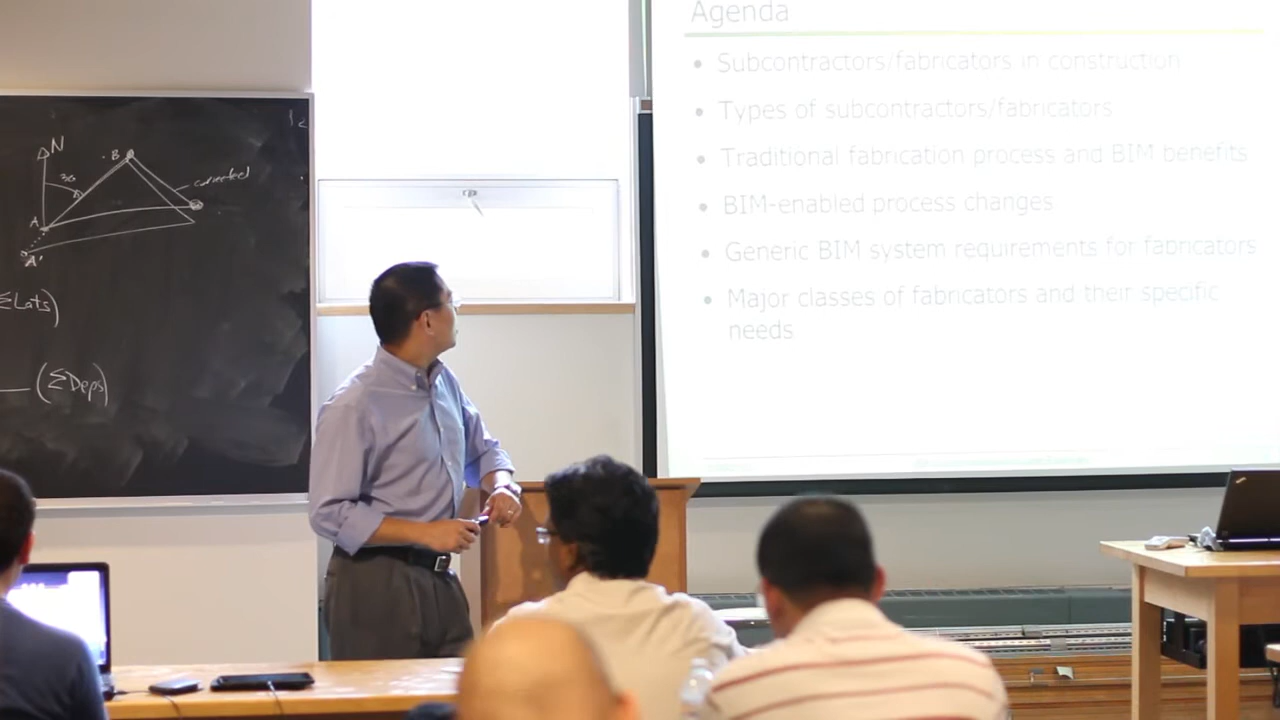 N
B
36
corrected
A
A'
ΣLats)
(ΣDeps)
Agenda
• Subcontractors/fabricators in construction
• Types of subcontractors/fabricators
• Traditional fabrication process and BIM benefits
• BIM-enabled process changes
• Generic BIM system requirements for fabricators
• Major classes of fabricators and their specific
needs